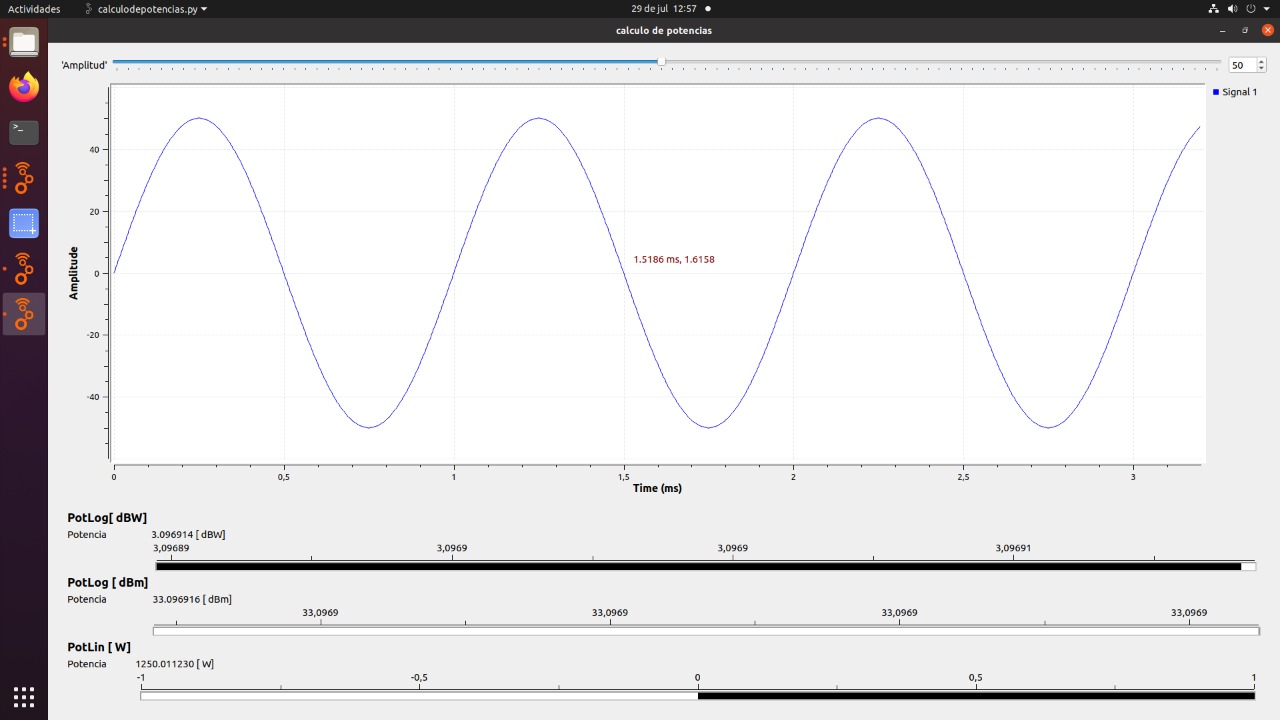 Actividades calculodepotencias.py 29 de jul 12:57
calculo de potencias
'Amplitud' 50
Signal 1
40
20
0
-20
-40
Amplitude
1.5186 ms, 1.6158
0 0,5 1 1,5 2 2,5 3
Time (ms)
PotLog[ dBW]
Potencia 3.096914 [ dBW]
3,09689 3,0969 3,0969 3,09691
PotLog [ dBm]
Potencia 33.096916 [ dBm]
33,0969 33,0969 33,0969 33,0969
PotLin [ W]
Potencia 1250.011230 [ W]
-1 -0,5 0 0,5 1